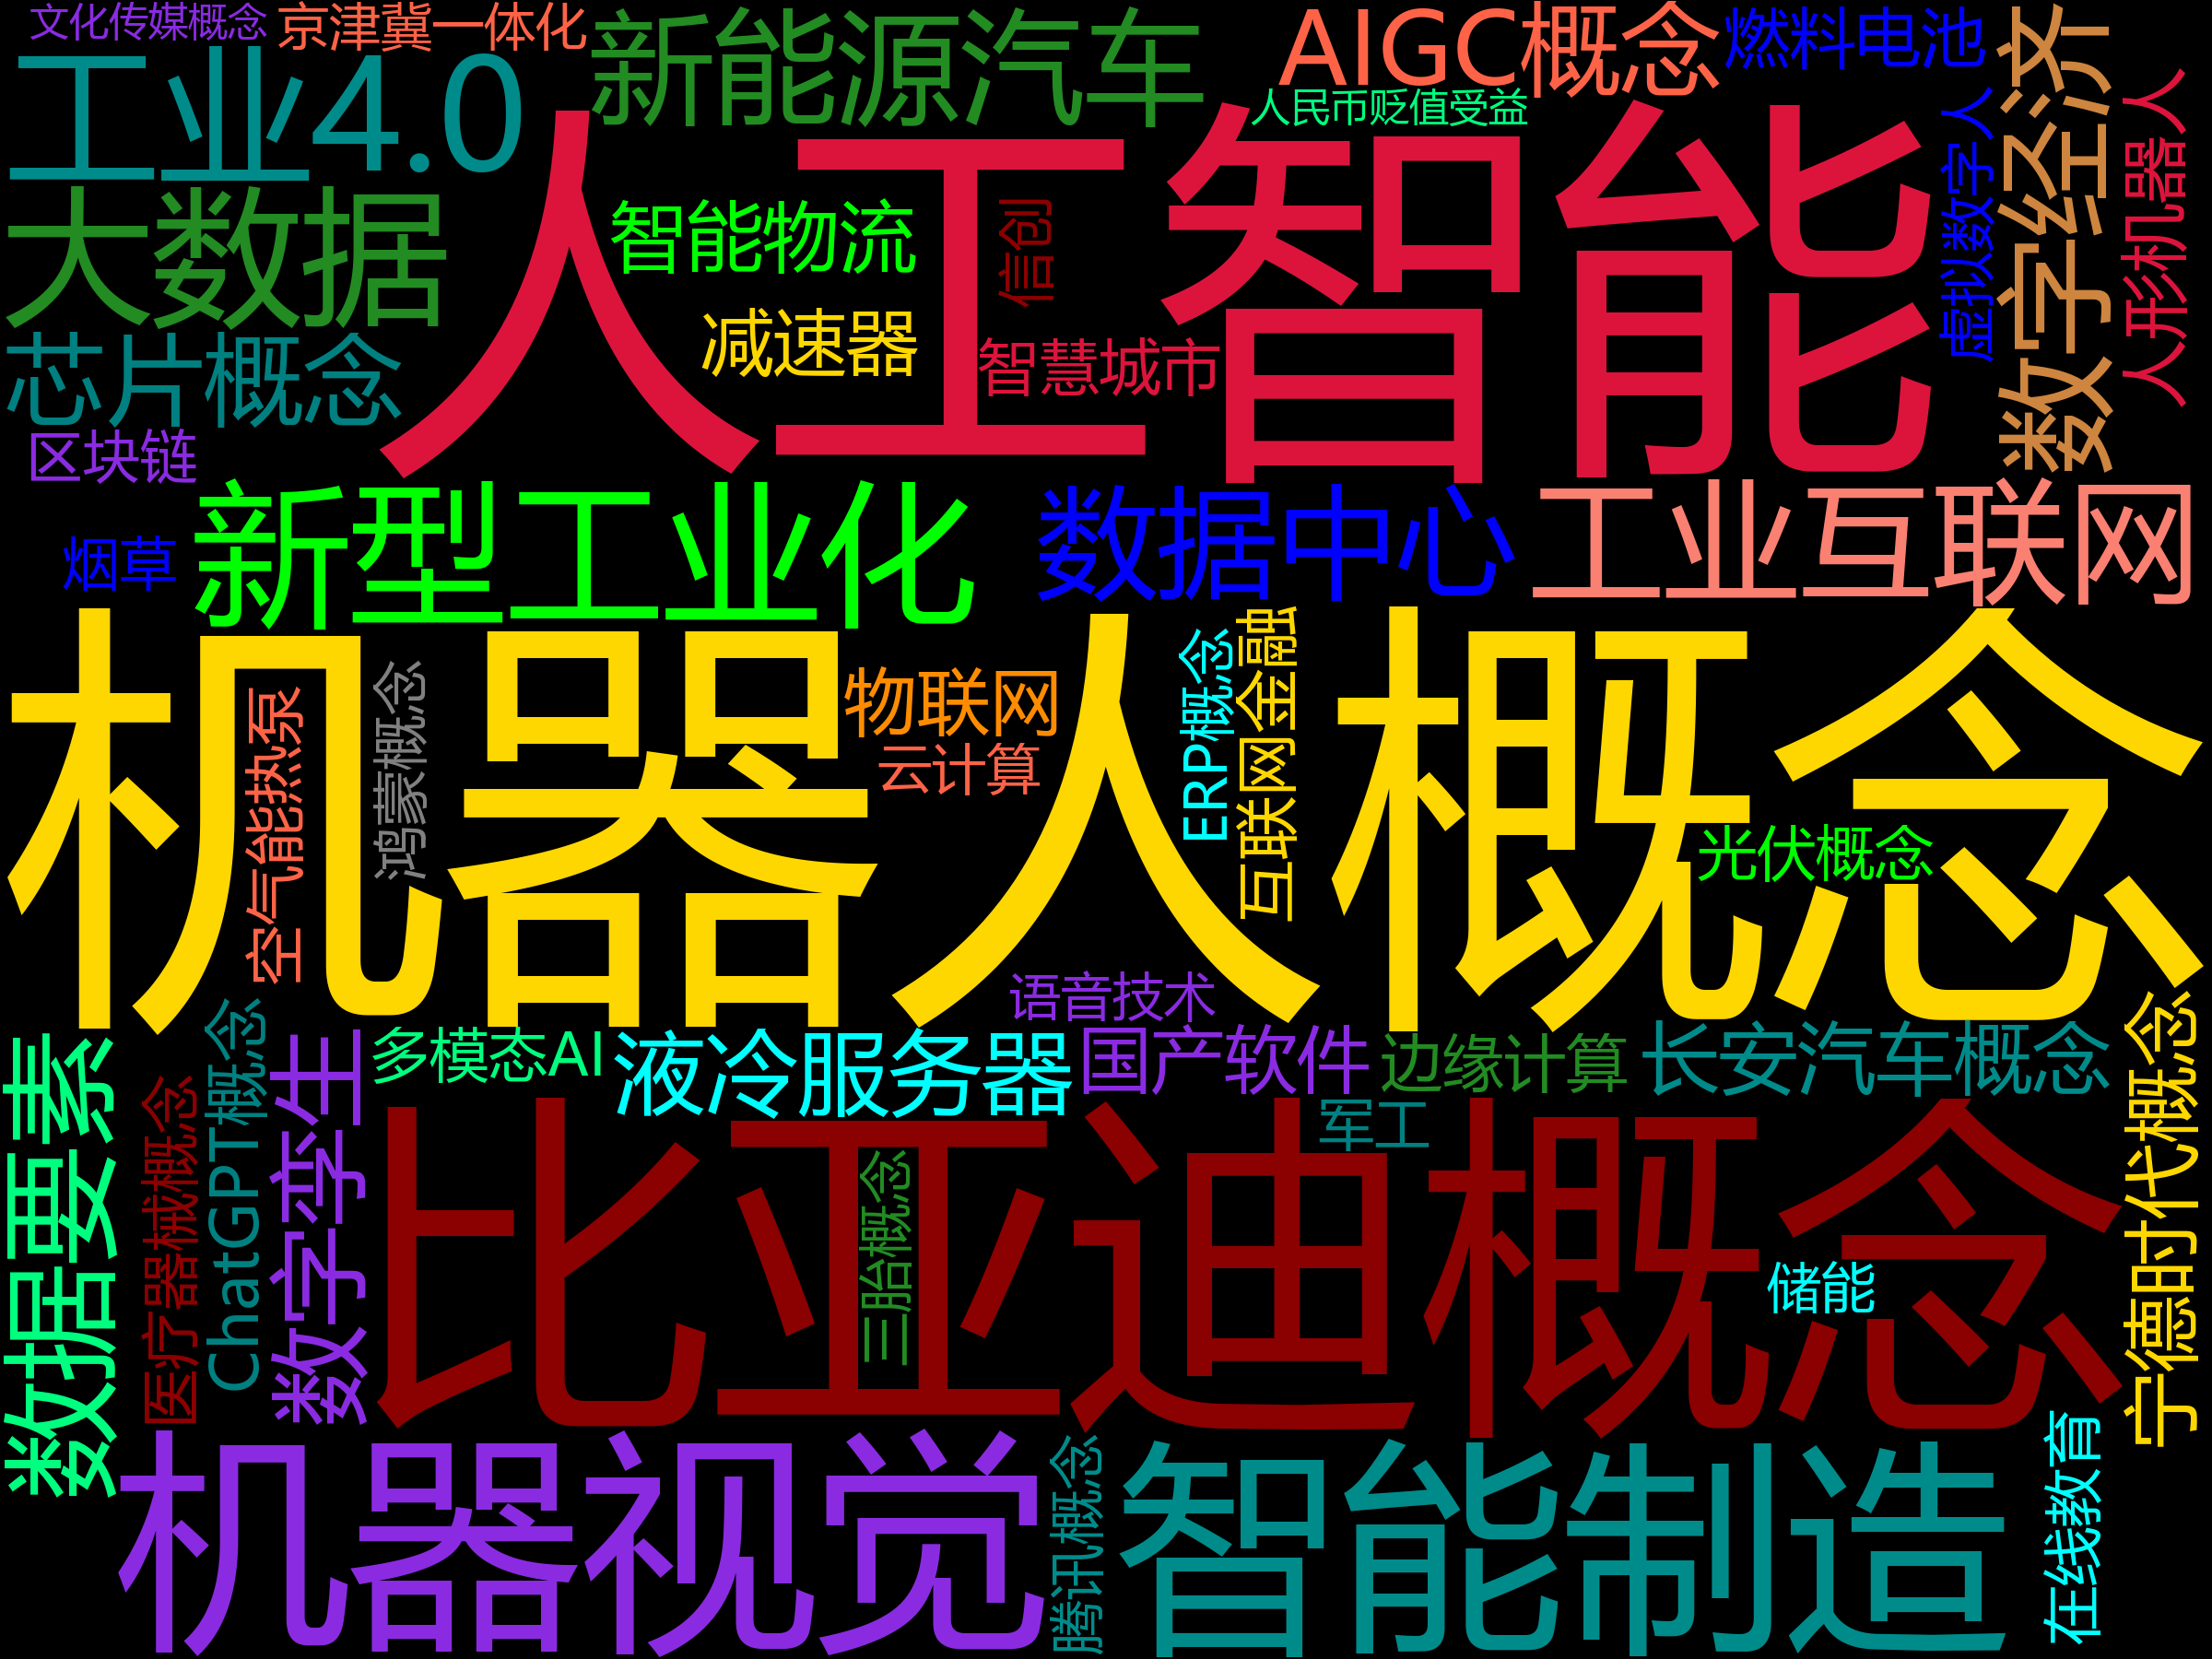 文化传媒概念
京津冀一体化
新能源汽车
AIGC概念
燃料电池
工业4.0
人民币贬值受益
数字经济
人形机器人
虚拟数字人
人工智能
大数据
智能物流
信创
减速器
智慧城市
芯片概念
区块链
新型工业化
数据中心
工业互联网
烟草
机器人概念
物联网
云计算
ERP概念
互联网金融
空气能热泵
鸿蒙概念
光伏概念
语音技术
多模态AI
液冷服务器
国产软件
边缘计算
长安汽车概念
宁德时代概念
数据要素
医疗器械概念
ChatGPT概念
数字孪生
军工
比亚迪概念
三胎概念
储能
机器视觉
腾讯概念
智能制造
在线教育